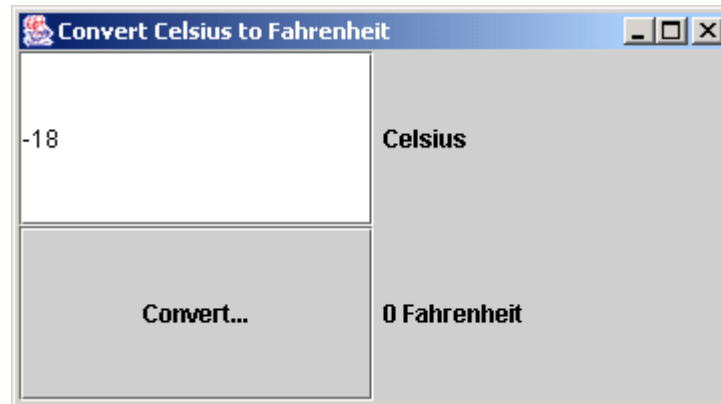 Convert Celsius to Fahrenheit
-18
Celsius
Convert...
0 Fahrenheit